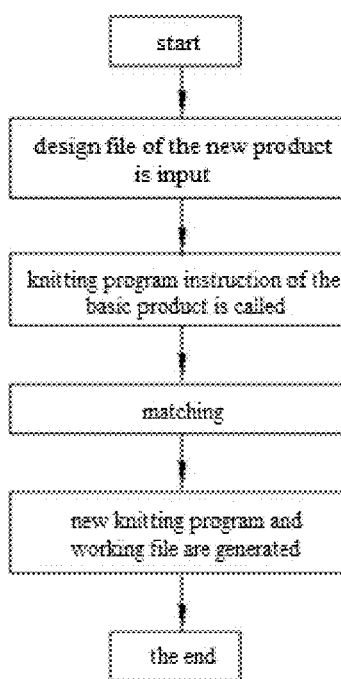 start
design file of the new product
is input
knitting program instruction of the
basic product is called
matching
new knitting program and
working file are generated
the end